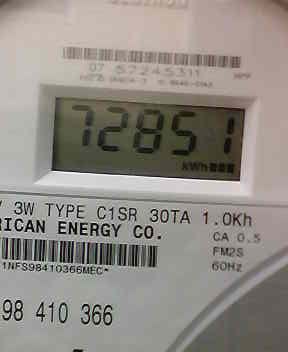 07 57245311
72851
kWh
V 3W TYPE C1SR 30TA 1.0Kh
RICAN ENERGY CO. CA 0.5
FM2S
1NFS98410366MEC* 60Hz
98 410 366